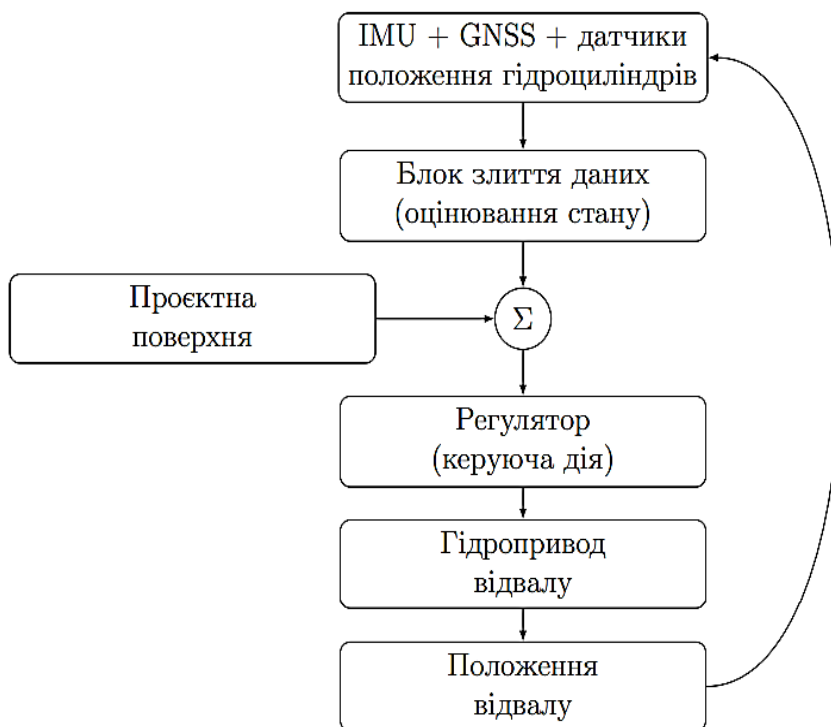 IMU + GNSS + датчики
положення гідроциліндрів
Блок злиття даних
(оцінювання стану)
Проєктна
поверхня
Σ
Регулятор
(керуюча дія)
Гідропривод
відвалу
Положення
відвалу